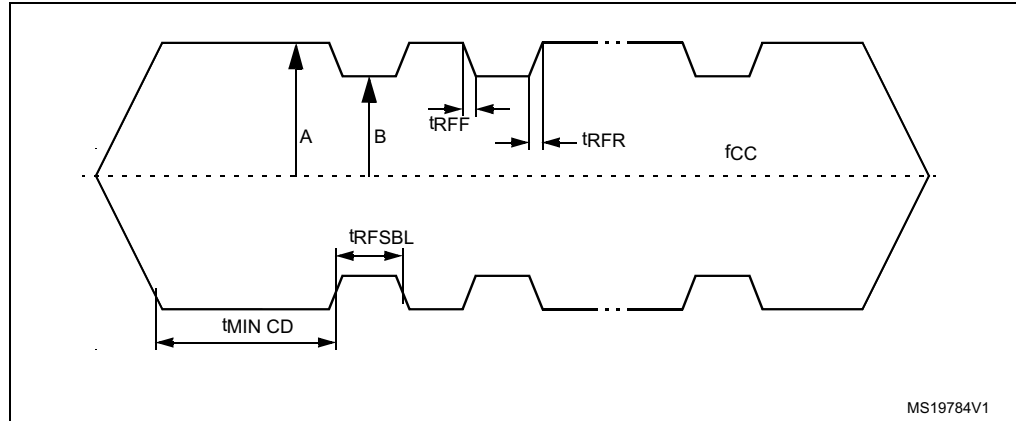 A
B
tRFF
tRFR
fCC
tRFSBL
tMIN CD
MS19784V1